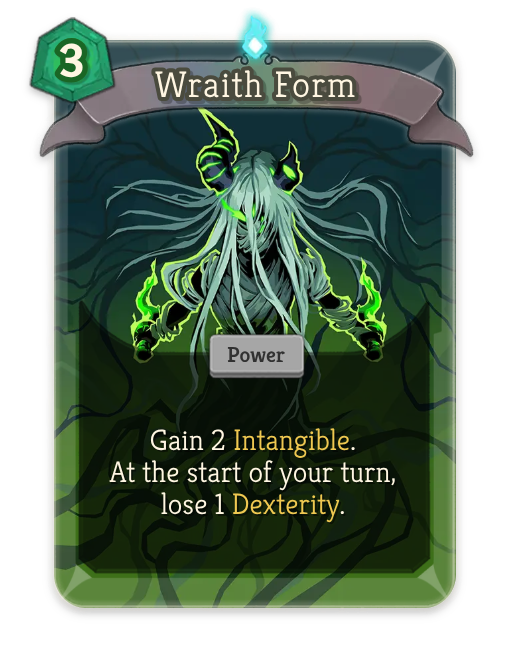 3
Wraith Form
Power
Gain 2 Intangible.
At the start of your turn,
lose 1 Dexterity.